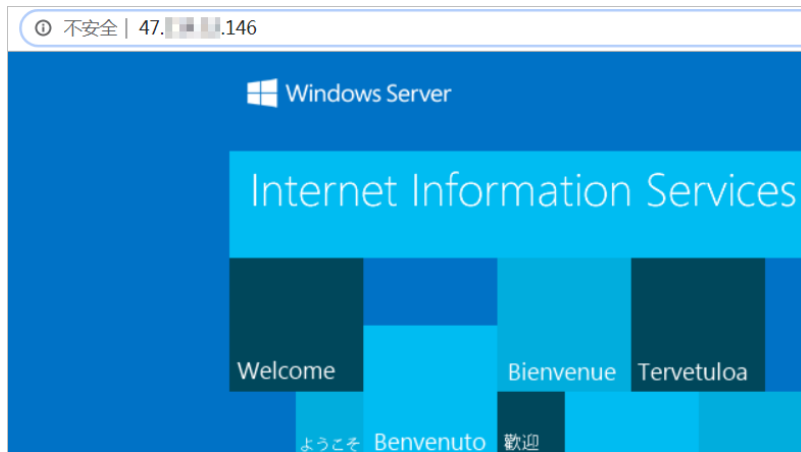 不安全 | 47. .146
Windows Server
Internet Information Services
Welcome
Bienvenue
Tervetuloa
ようこそ
Benvenuto
歡迎